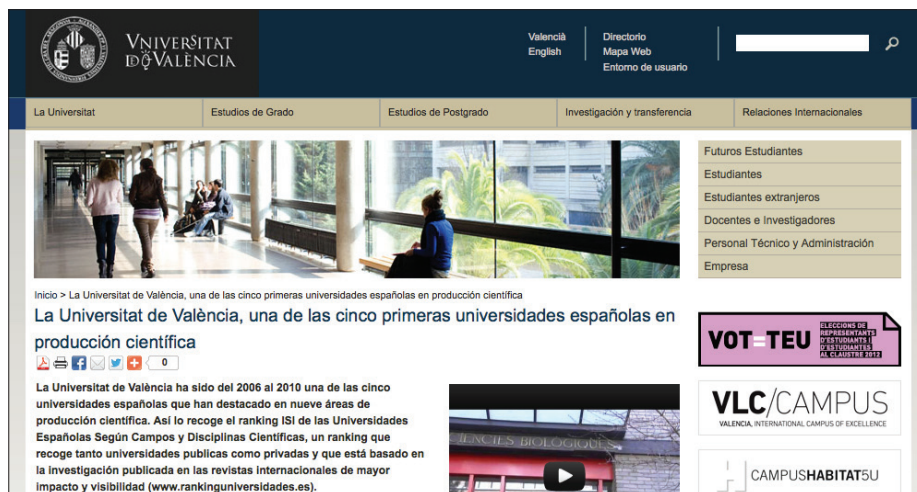 VNIVERSITAT
DӦVALÈNCIA
Valencià
English
Directorio
Mapa Web
Entorno de usuario
La Universitat
Estudios de Grado
Estudios de Postgrado
Investigación y transferencia
Relaciones Internacionales
Futuros Estudiantes
Estudiantes
Estudiantes extranjeros
Docentes e Investigadores
Personal Técnico y Administración
Empresa
Inicio > La Universitat de València, una de las cinco primeras universidades españolas en producción científica
La Universitat de València, una de las cinco primeras universidades españolas en
producción científica
0
La Universitat de València ha sido del 2006 al 2010 una de las cinco
universidades españolas que han destacado en nueve áreas de
producción científica. Así lo recoge el ranking ISI de las Universidades
Españolas Según Campos y Disciplinas Científicas, un ranking que
recoge tanto universidades publicas como privadas y que está basado en
la investigación publicada en las revistas internacionales de mayor
impacto y visibilidad (www.rankinguniversidades.es).
CIÈNCIES BIOLÒGIQUES
VOT=TEU
ELECCIONS DE
REPRESENTANTS
D'ESTUDIANTS I
D'ESTUDIANTES
AL CLAUSTRE 2012
VLC/CAMPUS
VALENCIA, INTERNATIONAL CAMPUS OF EXCELLENCE
CAMPUSHABITAT5U